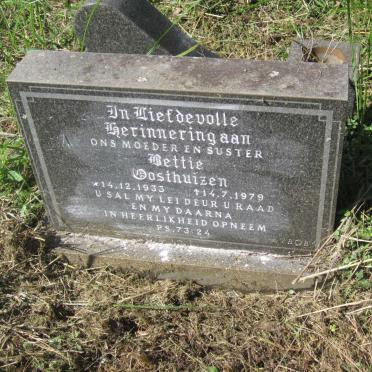 In Liefdevolle
Herinnering aan
ONS MOEDER EN SUSTER
Bettie
Oosthuizen
*14.12.1933 †14.7.1979
U SAL MY LEI DEUR U RAAD
EN MY DAARNA
IN HEERLIKHEID OPNEEM
PS.73:24